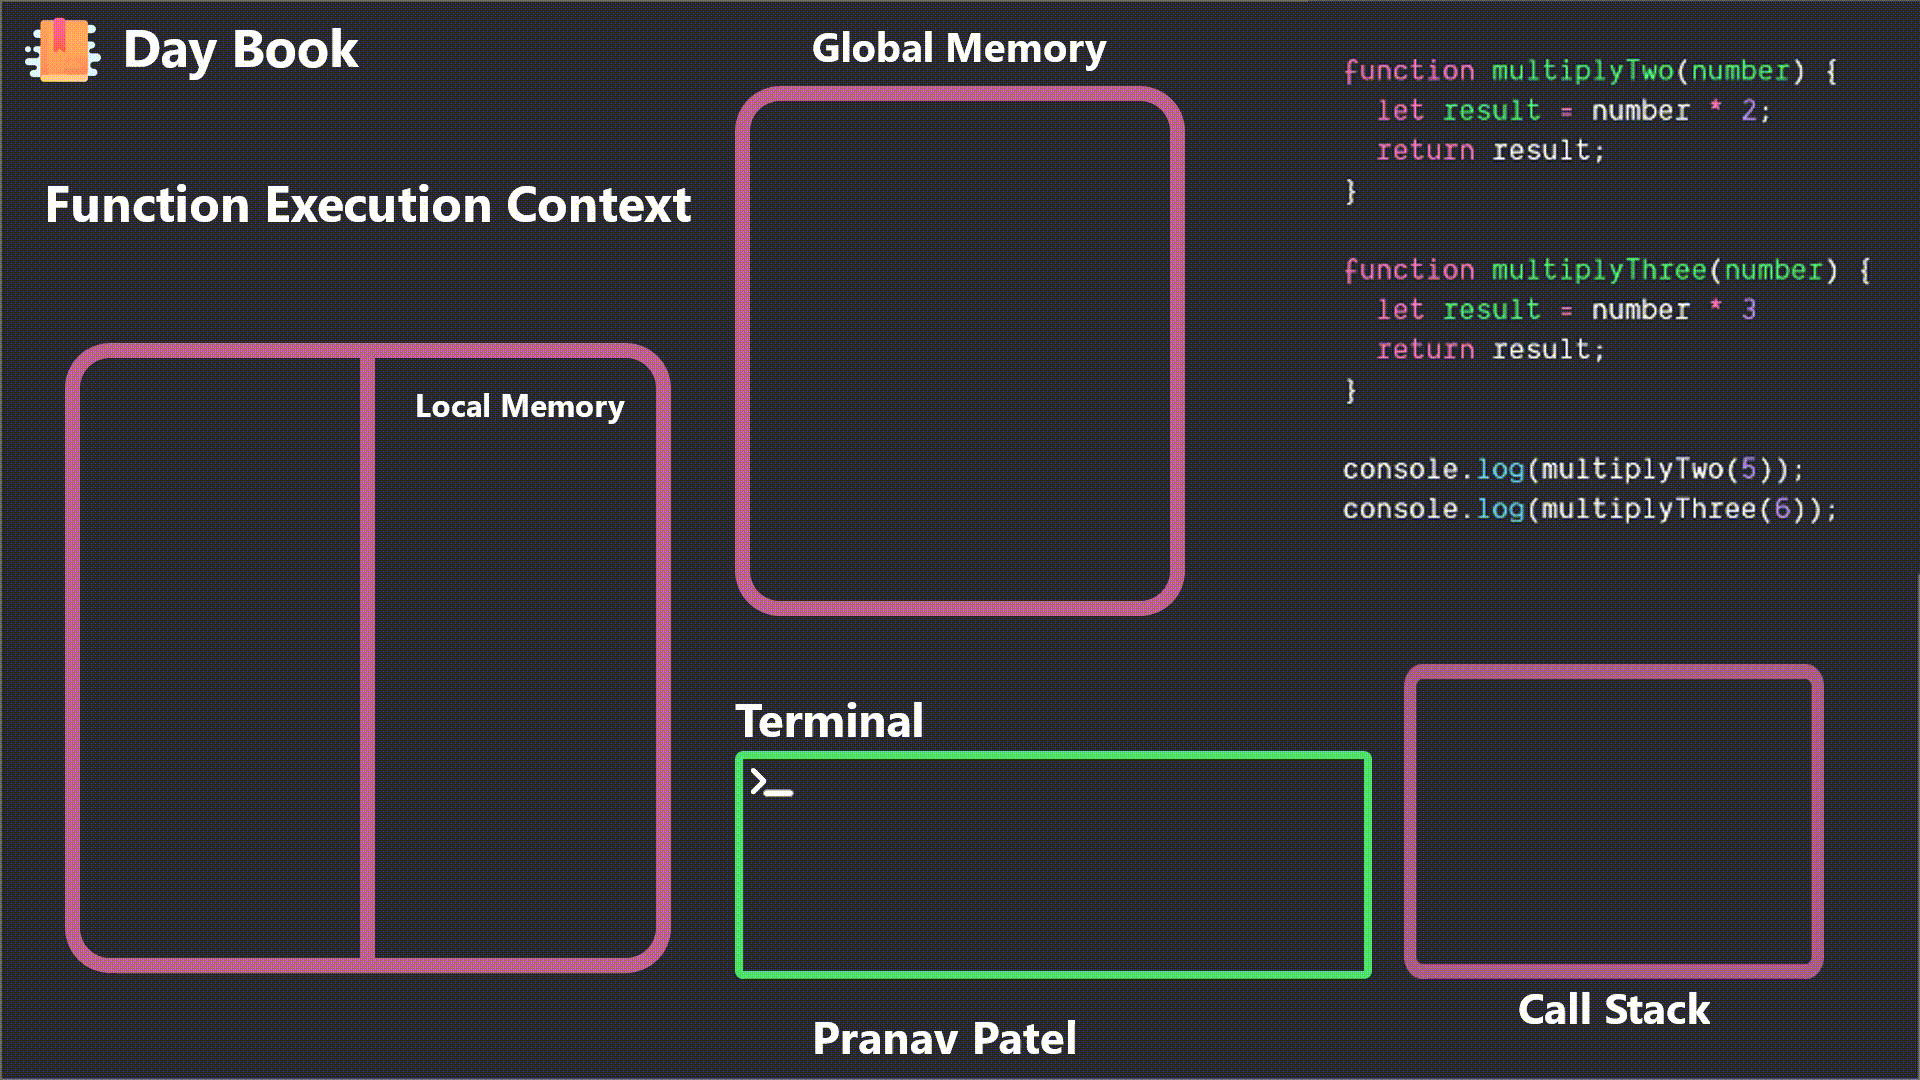 Day Book
Function Execution Context
Local Memory
Global Memory
function multiplyTwo(number) {
  let result = number * 2;
  return result;
}
function multiplyThree(number) {
  let result = number * 3
  return result;
}
console.log(multiplyTwo(5));
console.log(multiplyThree(6));
Terminal
>_
Call Stack
Pranav Patel